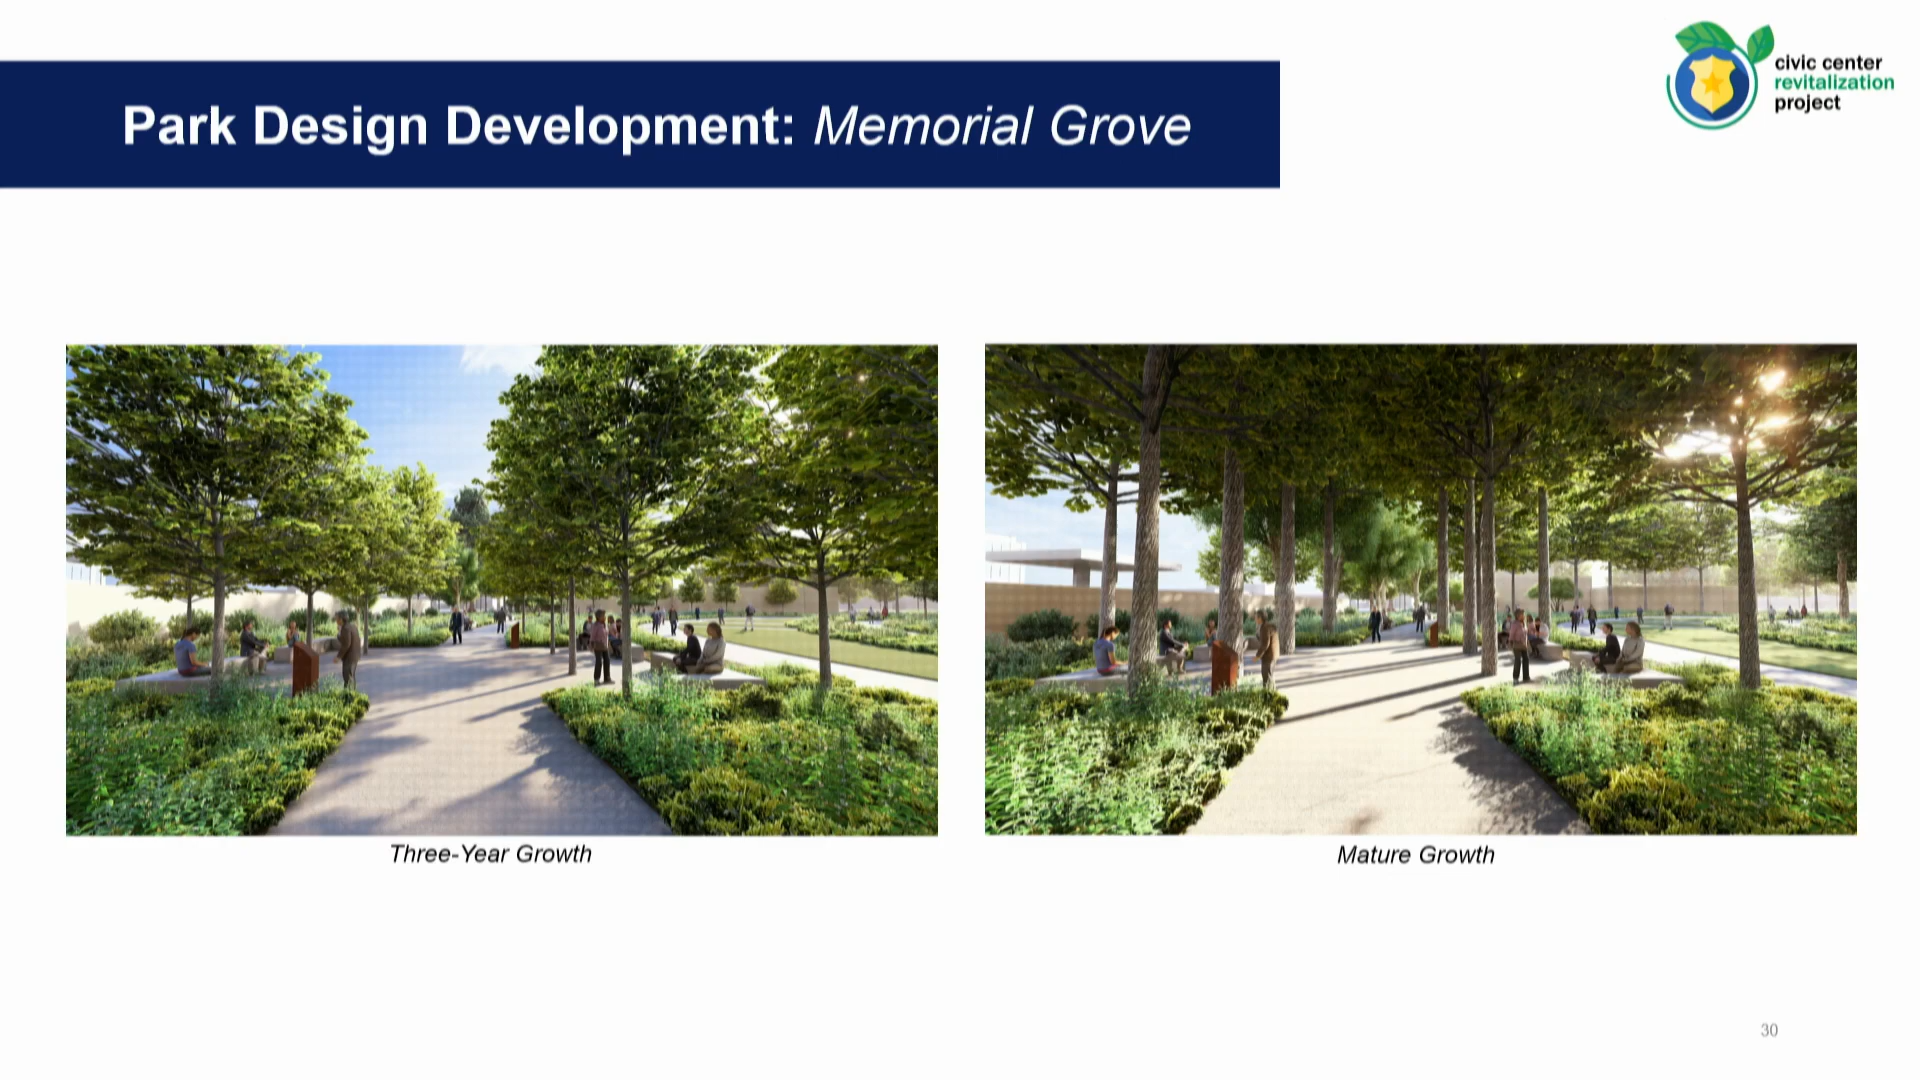 civic center
revitalization
project
Park Design Development: Memorial Grove
Three-Year Growth
Mature Growth
30